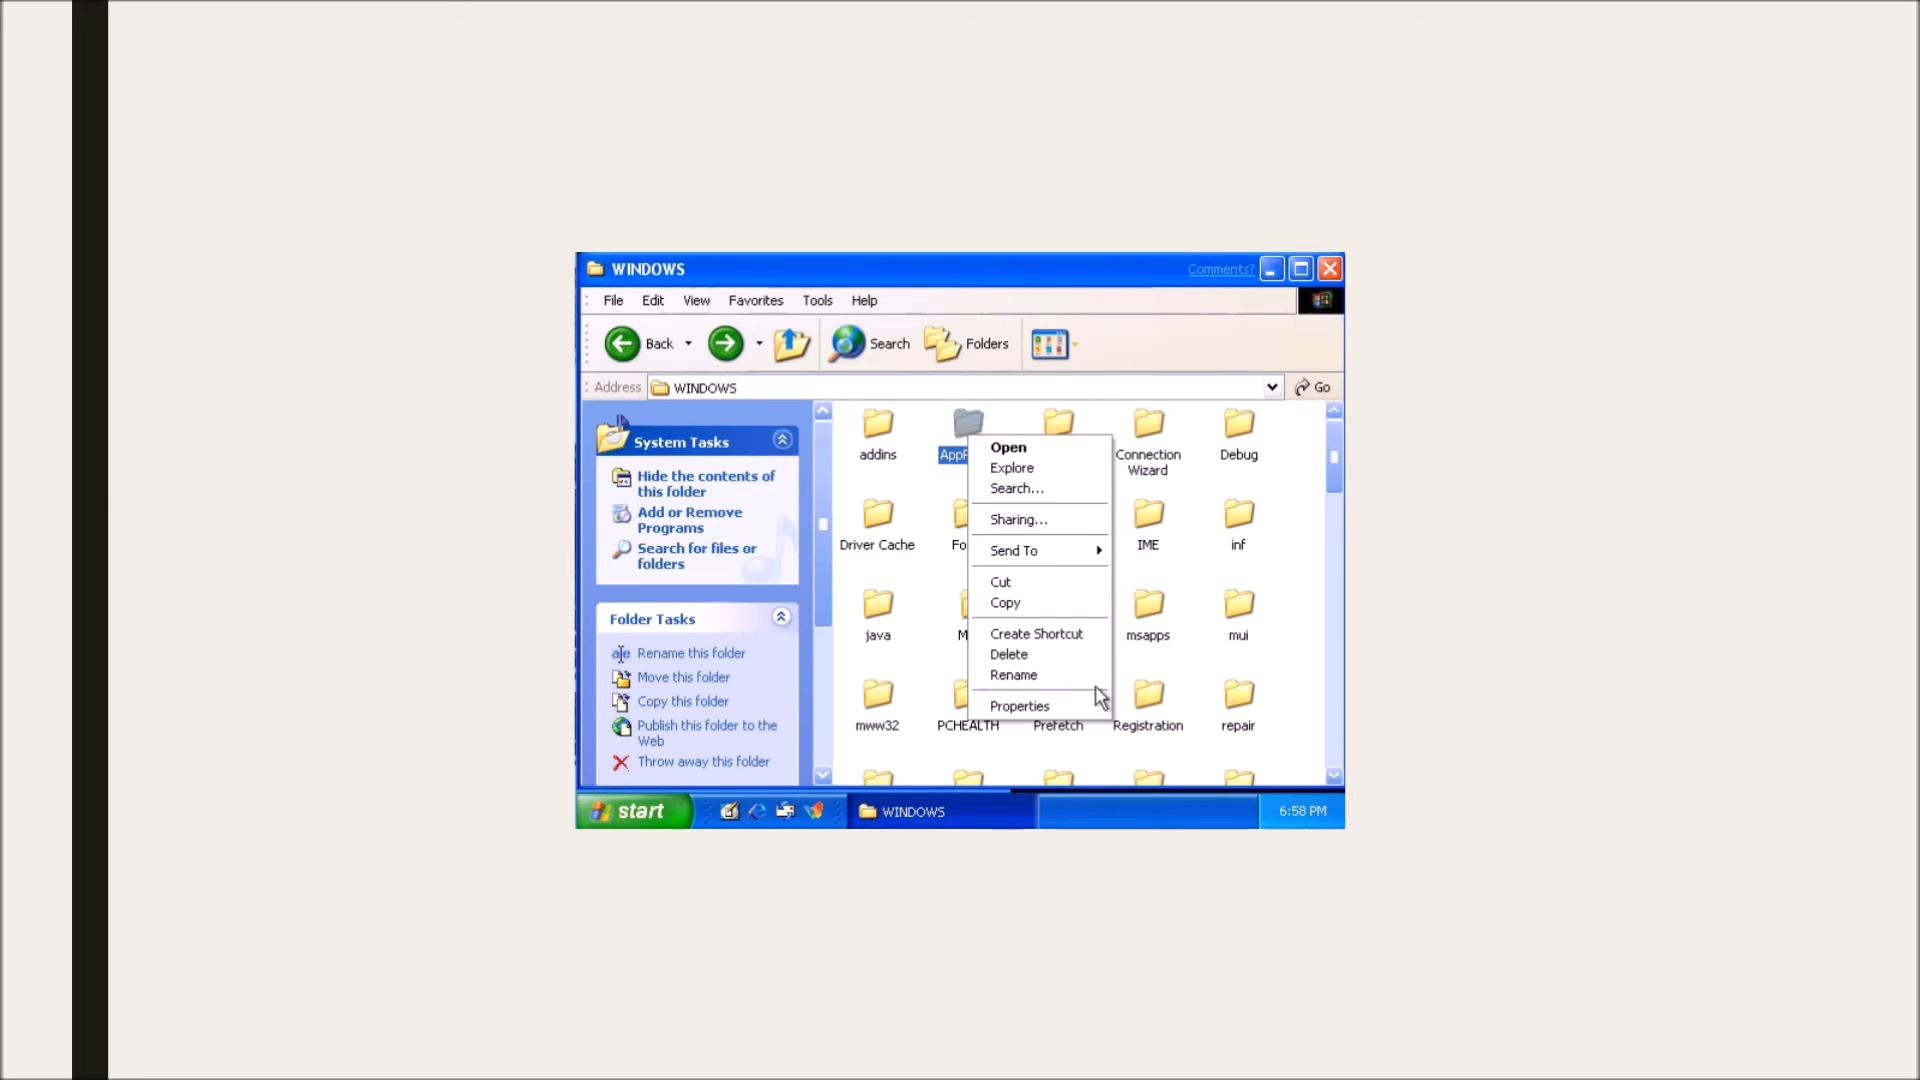 WINDOWS
Comments?
File Edit View Favorites Tools Help
Back Search Folders
Address WINDOWS Go
System Tasks
Hide the contents of
this folder
Add or Remove
Programs
Search for files or
folders
Folder Tasks
Rename this folder
Move this folder
Copy this folder
Publish this folder to the
Web
Throw away this folder
addins
Connection
Wizard
Debug
Driver Cache
IME
inf
java
msapps
mui
mww32
PCHEALTH
Prefetch
Registration
repair
Open
Explore
Search...
Sharing...
Send To
Cut
Copy
Create Shortcut
Delete
Rename
Properties
start
WINDOWS
6:58 PM